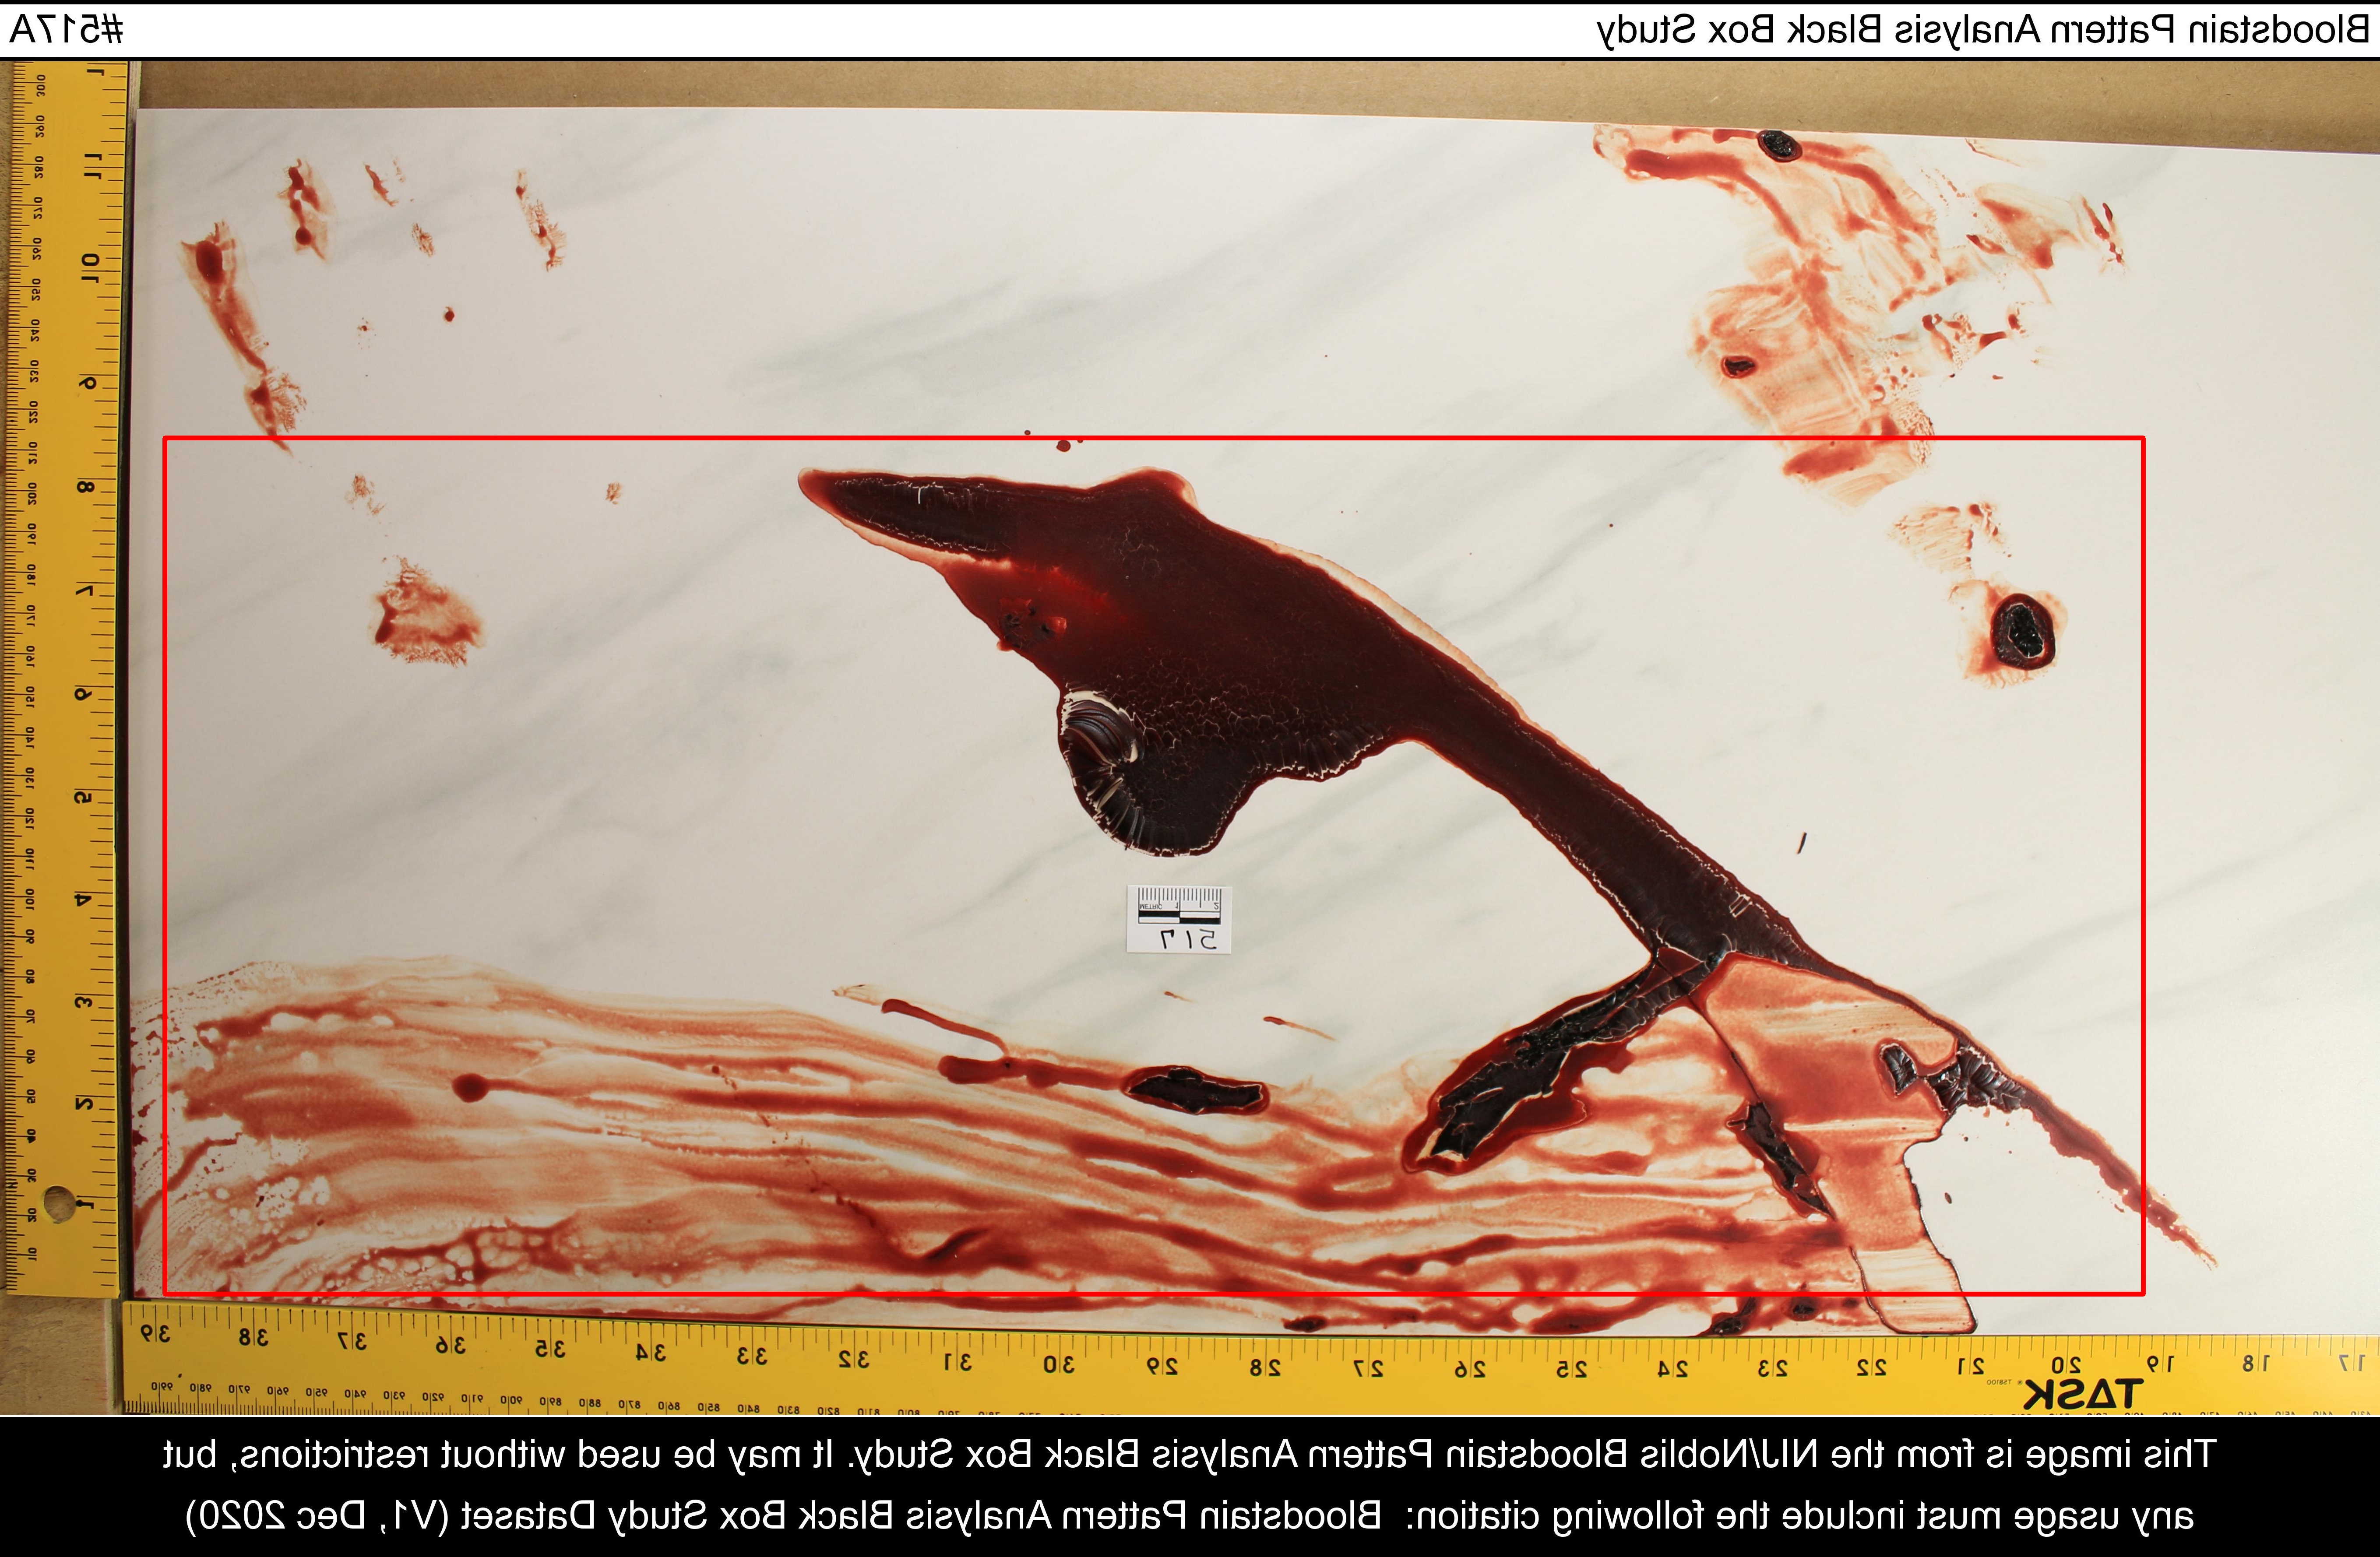 Bloodstain Pattern Analysis Black Box Study #517A
METRIC 1 2
517
39 38 37 36 35 34 33 32 31 30 29 28 27 26 25 24 23 22 21 20 19 18 17
11 10 9 8 7 6 5 4 3 2 1
TASK
This image is from the NIJ/Noblis Bloodstain Pattern Analysis Black Box Study. It may be used without restrictions, but
any usage must include the following citation: Bloodstain Pattern Analysis Black Box Study Dataset (V1, Dec 2020)